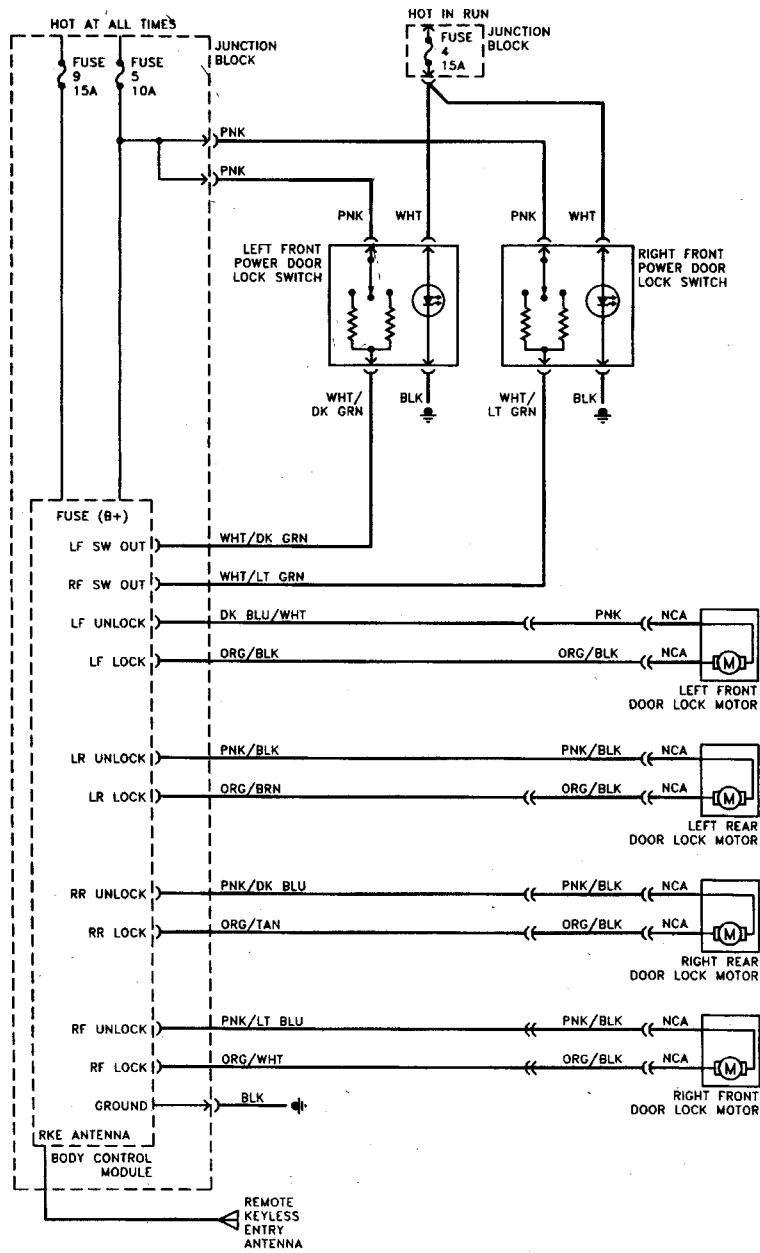 HOT AT ALL TIMES
HOT IN RUN
JUNCTION
BLOCK
FUSE
9
15A
FUSE
5
10A
FUSE
4
15A
JUNCTION
BLOCK
PNK
PNK
PNK
WHT
PNK
WHT
LEFT FRONT
POWER DOOR
LOCK SWITCH
RIGHT FRONT
POWER DOOR
LOCK SWITCH
WHT/
DK GRN
BLK
WHT/
LT GRN
BLK
FUSE (B+)
LF SW OUT
WHT/DK GRN
RF SW OUT
WHT/LT GRN
LF UNLOCK
DK BLU/WHT
PNK
NCA
LF LOCK
ORG/BLK
ORG/BLK
NCA
M
LEFT FRONT
DOOR LOCK MOTOR
LR UNLOCK
PNK/BLK
PNK/BLK
NCA
LR LOCK
ORG/BRN
ORG/BLK
NCA
M
LEFT REAR
DOOR LOCK MOTOR
RR UNLOCK
PNK/DK BLU
PNK/BLK
NCA
RR LOCK
ORG/TAN
ORG/BLK
NCA
M
RIGHT REAR
DOOR LOCK MOTOR
RF UNLOCK
PNK/LT BLU
PNK/BLK
NCA
RF LOCK
ORG/WHT
ORG/BLK
NCA
M
RIGHT FRONT
DOOR LOCK MOTOR
GROUND
BLK
RKE ANTENNA
BODY CONTROL
MODULE
REMOTE
KEYLESS
ENTRY
ANTENNA